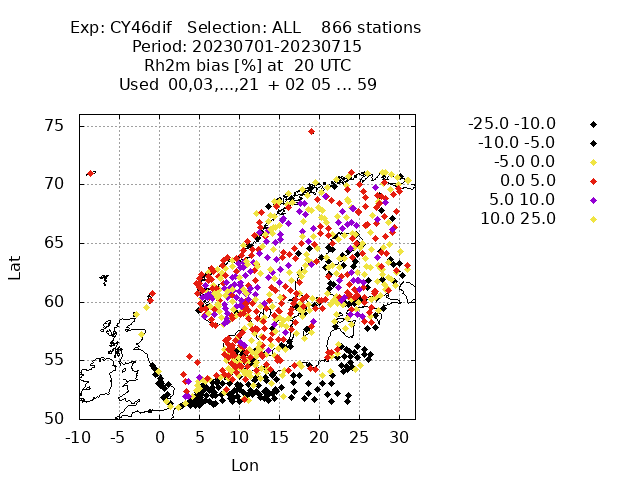 Exp: CY46dif   Selection: ALL    866 stations
Period: 20230701-20230715
Rh2m bias [%] at  20 UTC
Used  00,03,...,21  + 02 05 ... 59
-25.0 -10.0
-10.0 -5.0
-5.0 0.0
0.0 5.0
5.0 10.0
10.0 25.0
75
70
65
60
55
50
Lat
-10 -5 0 5 10 15 20 25 30
Lon